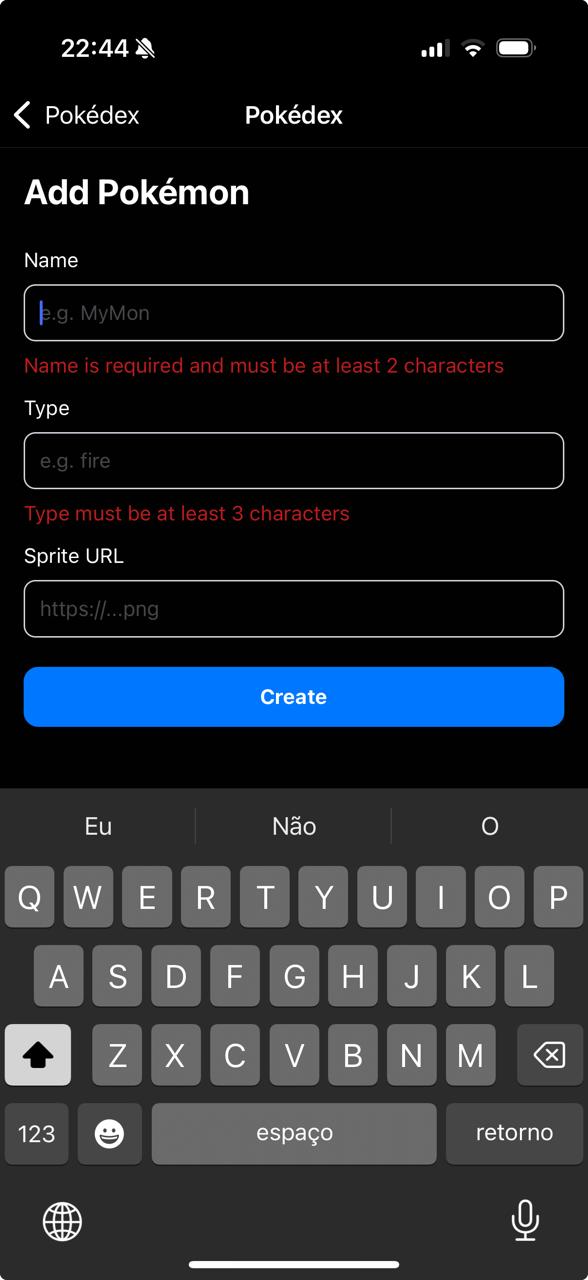 22:44
Pokédex
Pokédex
Add Pokémon
Name
e.g. MyMon
Name is required and must be at least 2 characters
Type
e.g. fire
Type must be at least 3 characters
Sprite URL
https://...png
Create
Eu Não O
Q W E R T Y U I O P
A S D F G H J K L
Z X C V B N M
123 espaço retorno